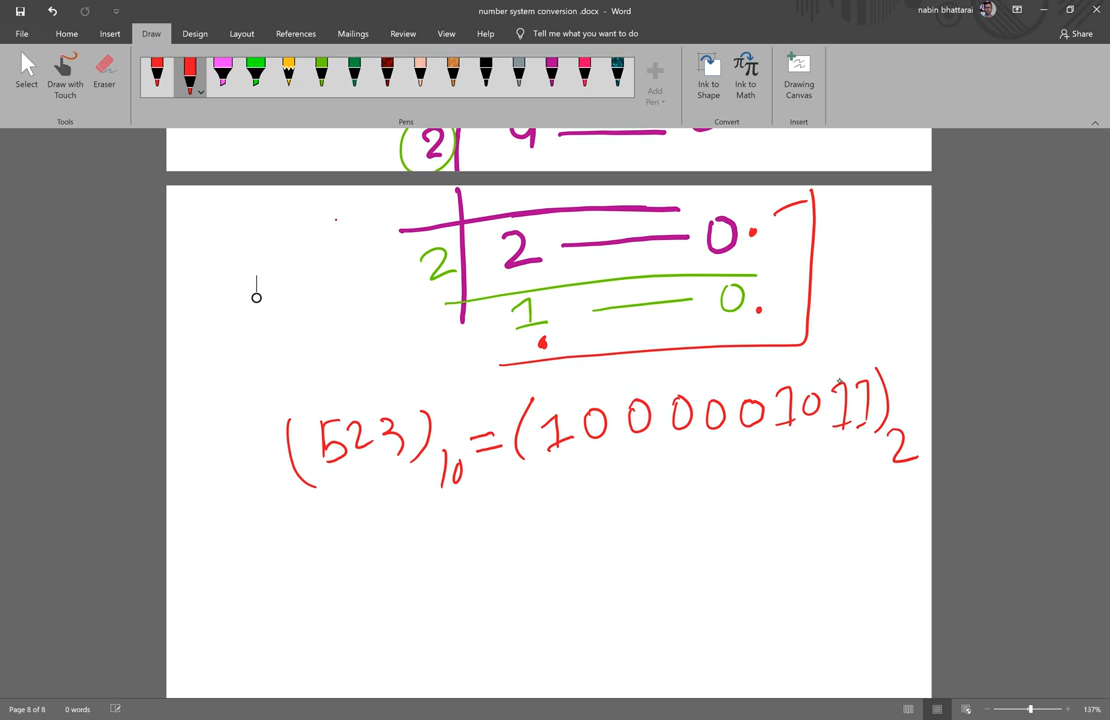 number system conversion .docx - Word
nabin bhattarai
File Home Insert Draw Design Layout References Mailings Review View Help Tell me what you want to do Share
Select Draw with Touch Eraser Add Pen Ink to Shape Ink to Math Drawing Canvas
Tools Pens Convert Insert
2 4
2 2 0.
1 0.
(523)10 = (1000001011)2
Page 8 of 8 0 words 137%